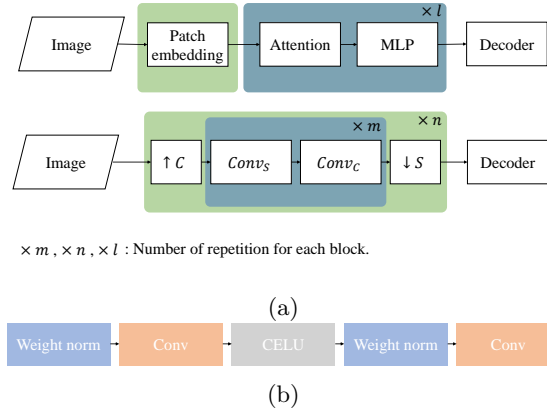 × l
Image
Patch
embedding
Attention
MLP
Decoder
× n
× m
Image
↑ C
Conv_S
Conv_C
↓ S
Decoder
× m , × n , × l : Number of repetition for each block.
(a)
Weight norm
Conv
CELU
Weight norm
Conv
(b)